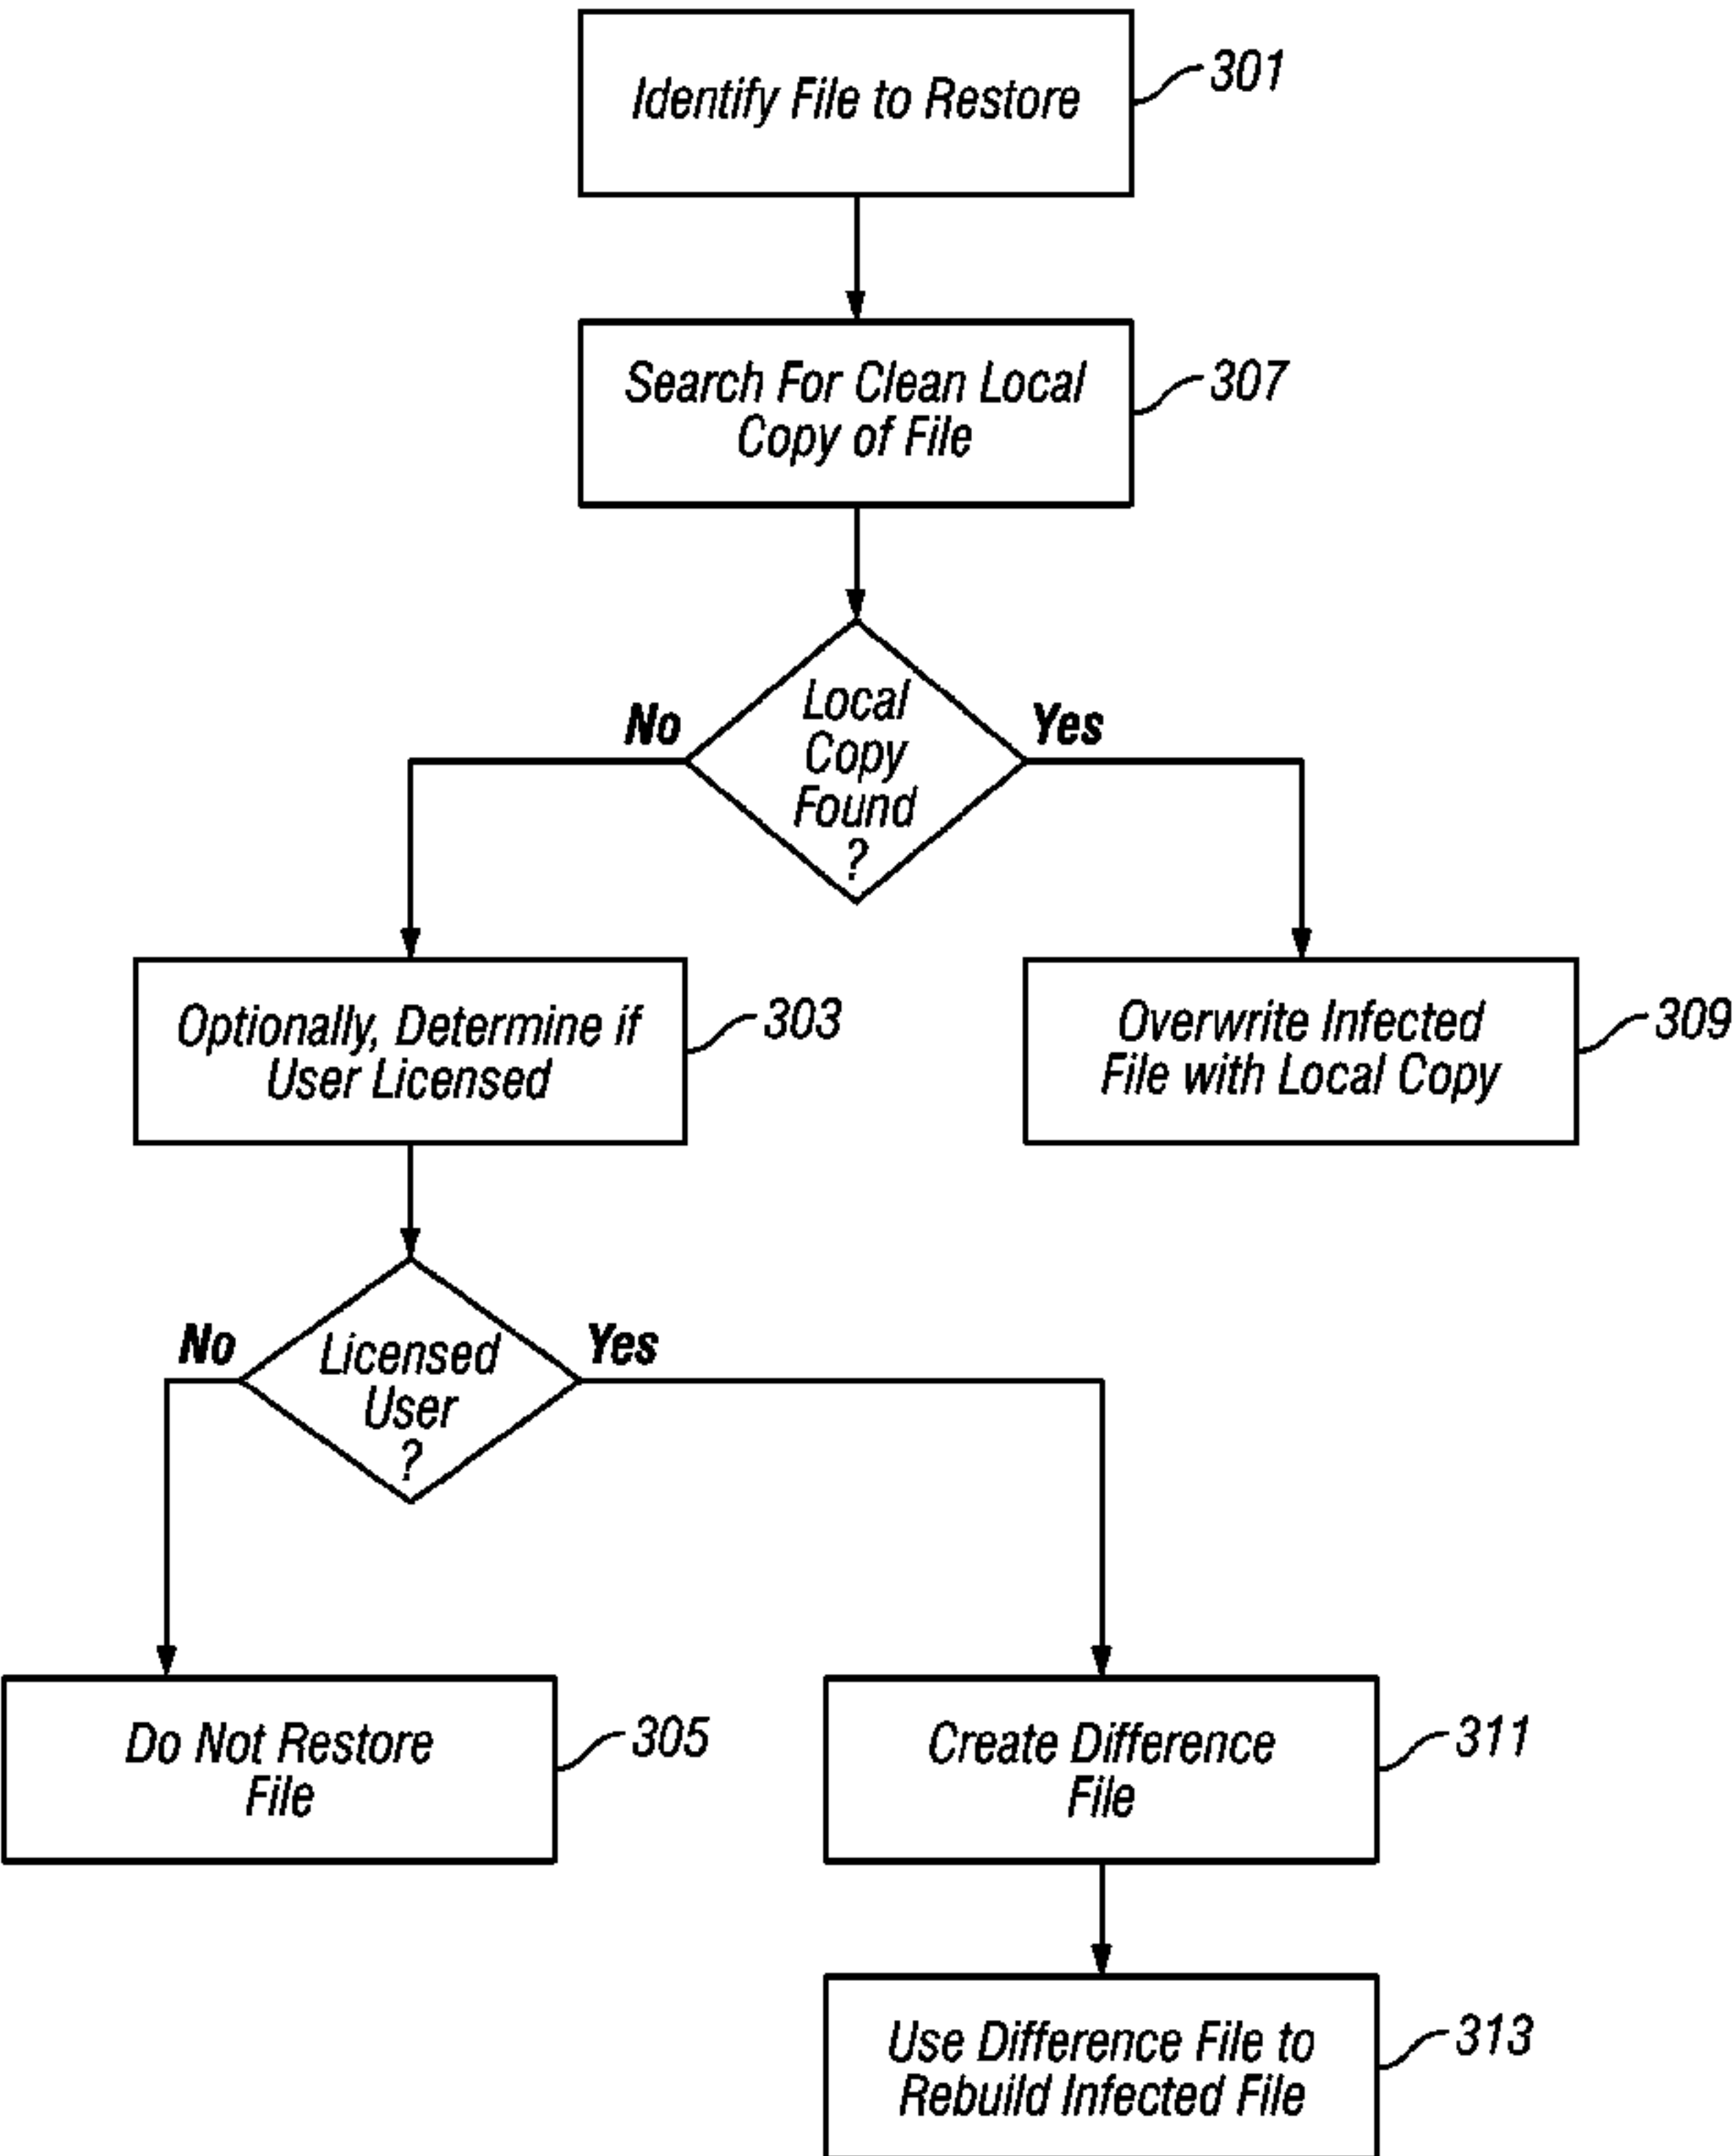 Identify File to Restore
301
Search For Clean Local
Copy of File
307
Local
Copy
Found
?
No
Yes
Optionally, Determine if
User Licensed
303
Overwrite Infected
File with Local Copy
309
Licensed
User
?
No
Yes
Do Not Restore
File
305
Create Difference
File
311
Use Difference File to
Rebuild Infected File
313